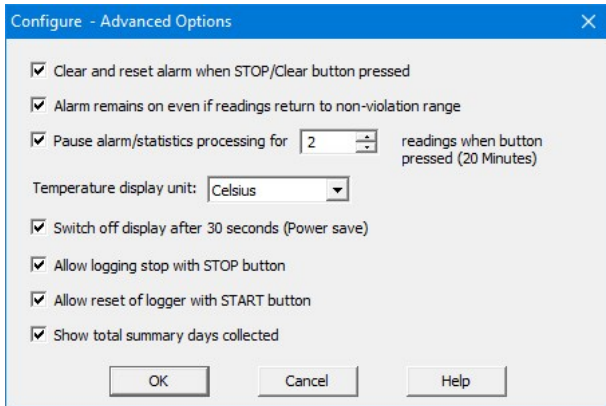 Configure - Advanced Options
Clear and reset alarm when STOP/Clear button pressed
Alarm remains on even if readings return to non-violation range
Pause alarm/statistics processing for 2 readings when button
pressed (20 Minutes)
Temperature display unit: Celsius
Switch off display after 30 seconds (Power save)
Allow logging stop with STOP button
Allow reset of logger with START button
Show total summary days collected
OK Cancel Help